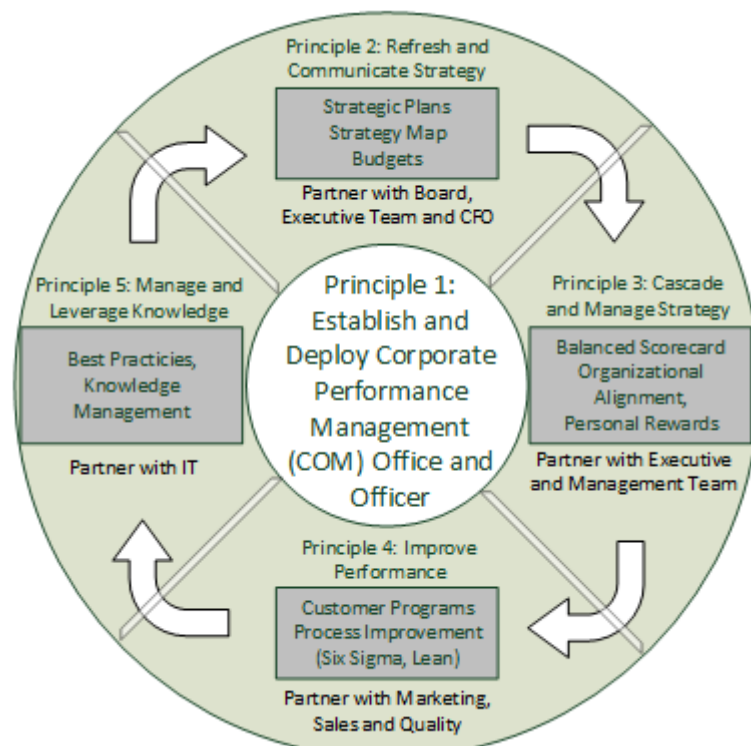 Principle 2: Refresh and
Communicate Strategy
Strategic Plans
Strategy Map
Budgets
Partner with Board,
Executive Team and CFO
Principle 5: Manage and
Leverage Knowledge
Best Practicies,
Knowledge
Management
Partner with IT
Principle 1:
Establish and
Deploy Corporate
Performance
Management
(COM) Office and
Officer
Principle 3: Cascade
and Manage Strategy
Balanced Scorecard
Organizational
Alignment,
Personal Rewards
Partner with Executive
and Management Team
Principle 4: Improve
Performance
Customer Programs
Process Improvement
(Six Sigma, Lean)
Partner with Marketing,
Sales and Quality